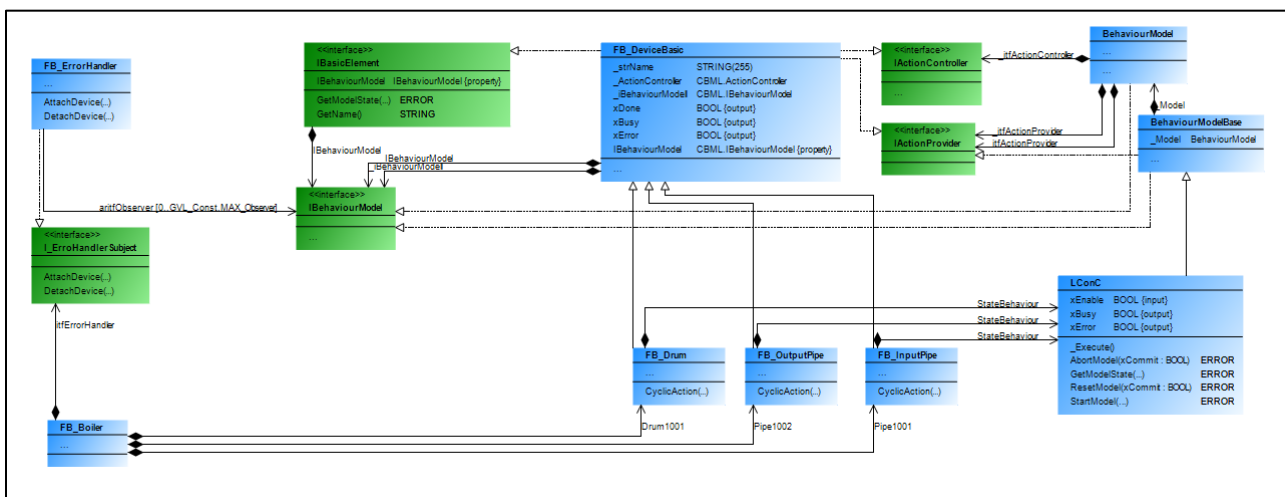 FB_ErrorHandler
...
AttachDevice(..)
DetachDevice(..)
<<interface>>
IBasicElement
IBehaviourModel IBehaviourModel {property}
GetModelState(...) ERROR
GetName() STRING
FB_DeviceBasic
_strName STRING(255)
_ActionController CBML.ActionController
_iBehaviourModell CBML.IBehaviourModel
xDone BOOL {output}
xBusy BOOL {output}
xError BOOL {output}
IBehaviourModel CBML.IBehaviourModel {property}
...
<<interface>>
IActionController
...
_itfActionController
BehaviourModel
...
...
<<interface>>
IActionProvider
_itfActionProvider
_itfActionProvider
_Model
BehaviourModelBase
_Model BehaviourModel
...
IBehaviourModel
IBehaviourModel
iBehaviourModell
aritfObserver [0..GVL_Const.MAX_Observer]
<<interface>>
IBehaviourModel
...
<<interface>>
I_ErroHandlerSubject
AttachDevice(..)
DetachDevice(..)
itfErrorHandler
StateBehaviour
StateBehaviour
StateBehaviour
LConC
xEnable BOOL {input}
xBusy BOOL {output}
xError BOOL {output}
_Execute()
AbortModel(xCommit : BOOL) ERROR
GetModelState(...) ERROR
ResetModel(xCommit : BOOL) ERROR
StartModel(...) ERROR
FB_Drum
...
CyclicAction(..)
FB_OutputPipe
...
CyclicAction(..)
FB_InputPipe
...
CyclicAction(..)
FB_Boiler
...
Drum1001
Pipe1002
Pipe1001